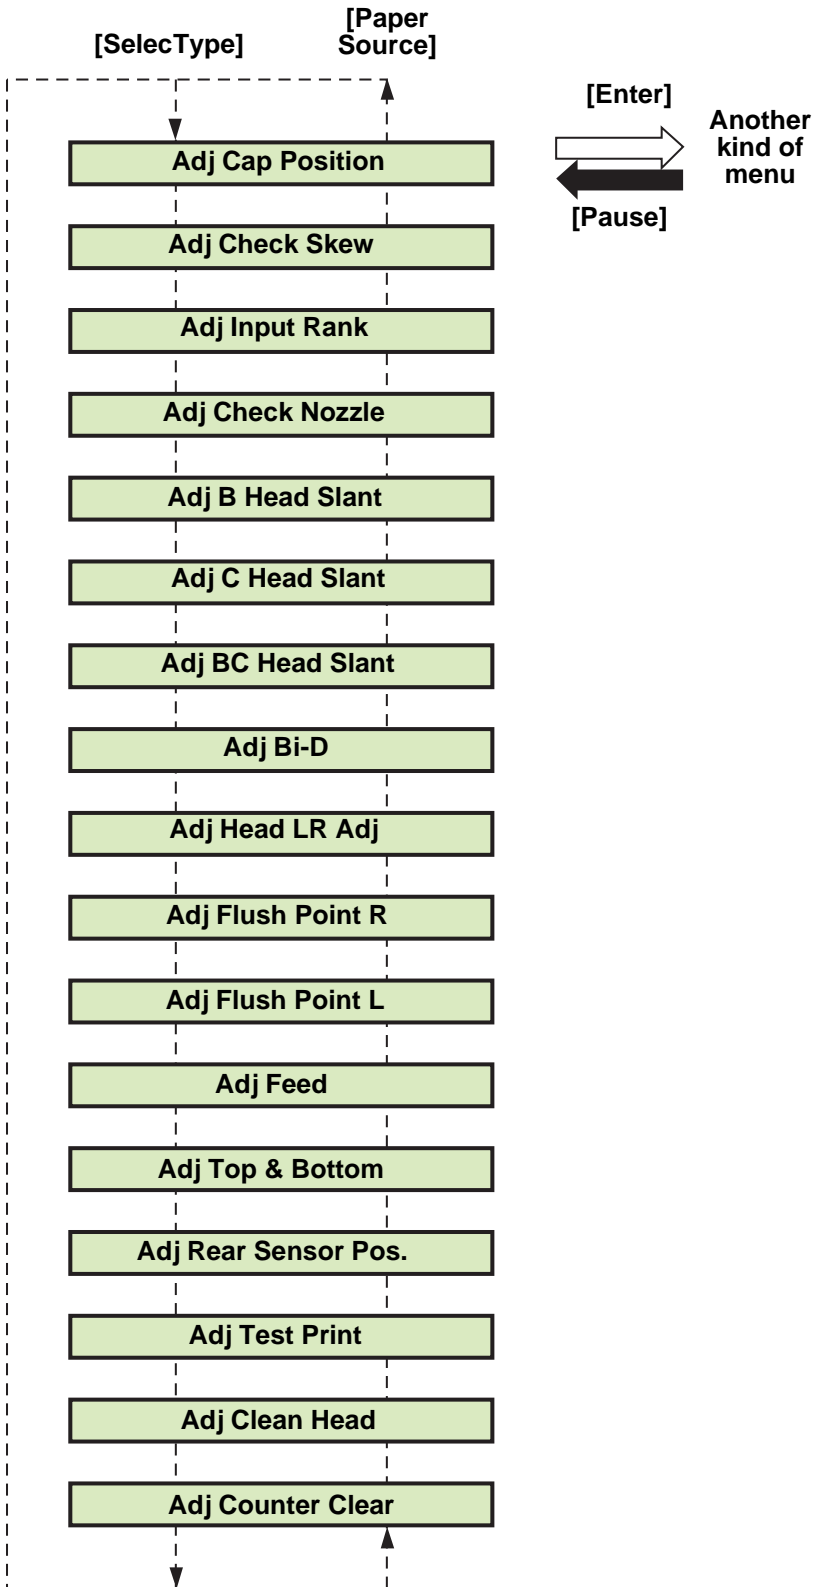 [SelecType]
[Paper
Source]
[Enter]
Another
kind of
menu
[Pause]
Adj Cap Position
Adj Check Skew
Adj Input Rank
Adj Check Nozzle
Adj B Head Slant
Adj C Head Slant
Adj BC Head Slant
Adj Bi-D
Adj Head LR Adj
Adj Flush Point R
Adj Flush Point L
Adj Feed
Adj Top & Bottom
Adj Rear Sensor Pos.
Adj Test Print
Adj Clean Head
Adj Counter Clear